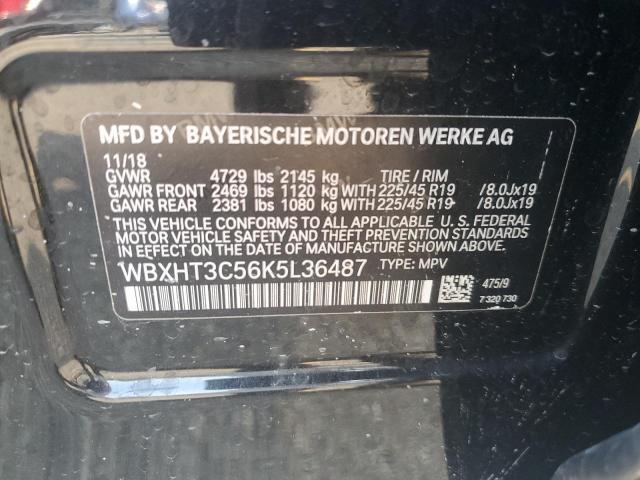 MFD BY BAYERISCHE MOTOREN WERKE AG
11/18
GVWR 4729 lbs 2145 kg TIRE / RIM
GAWR FRONT 2469 lbs 1120 kg WITH 225/45 R19 /8.0Jx19
GAWR REAR 2381 lbs 1080 kg WITH 225/45 R19 /8.0Jx19
THIS VEHICLE CONFORMS TO ALL APPLICABLE U. S. FEDERAL
MOTOR VEHICLE SAFETY, BUMPER, AND THEFT PREVENTION STANDARDS
IN EFFECT ON THE DATE OF MANUFACTURE SHOWN ABOVE.
WBXHT3C56K5L36487 TYPE: MPV
475/9
7 320 730